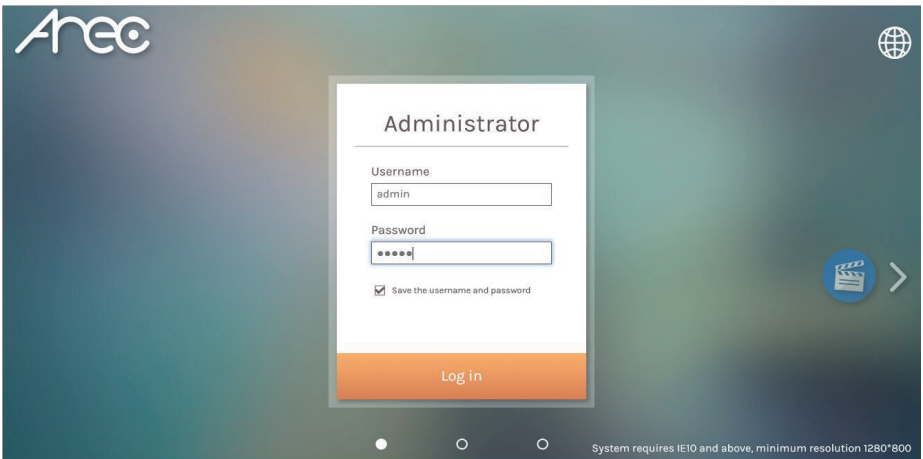 Arec
Administrator
Username
admin
Password
•••••
Save the username and password
Log in
System requires IE10 and above, minimum resolution 1280*800